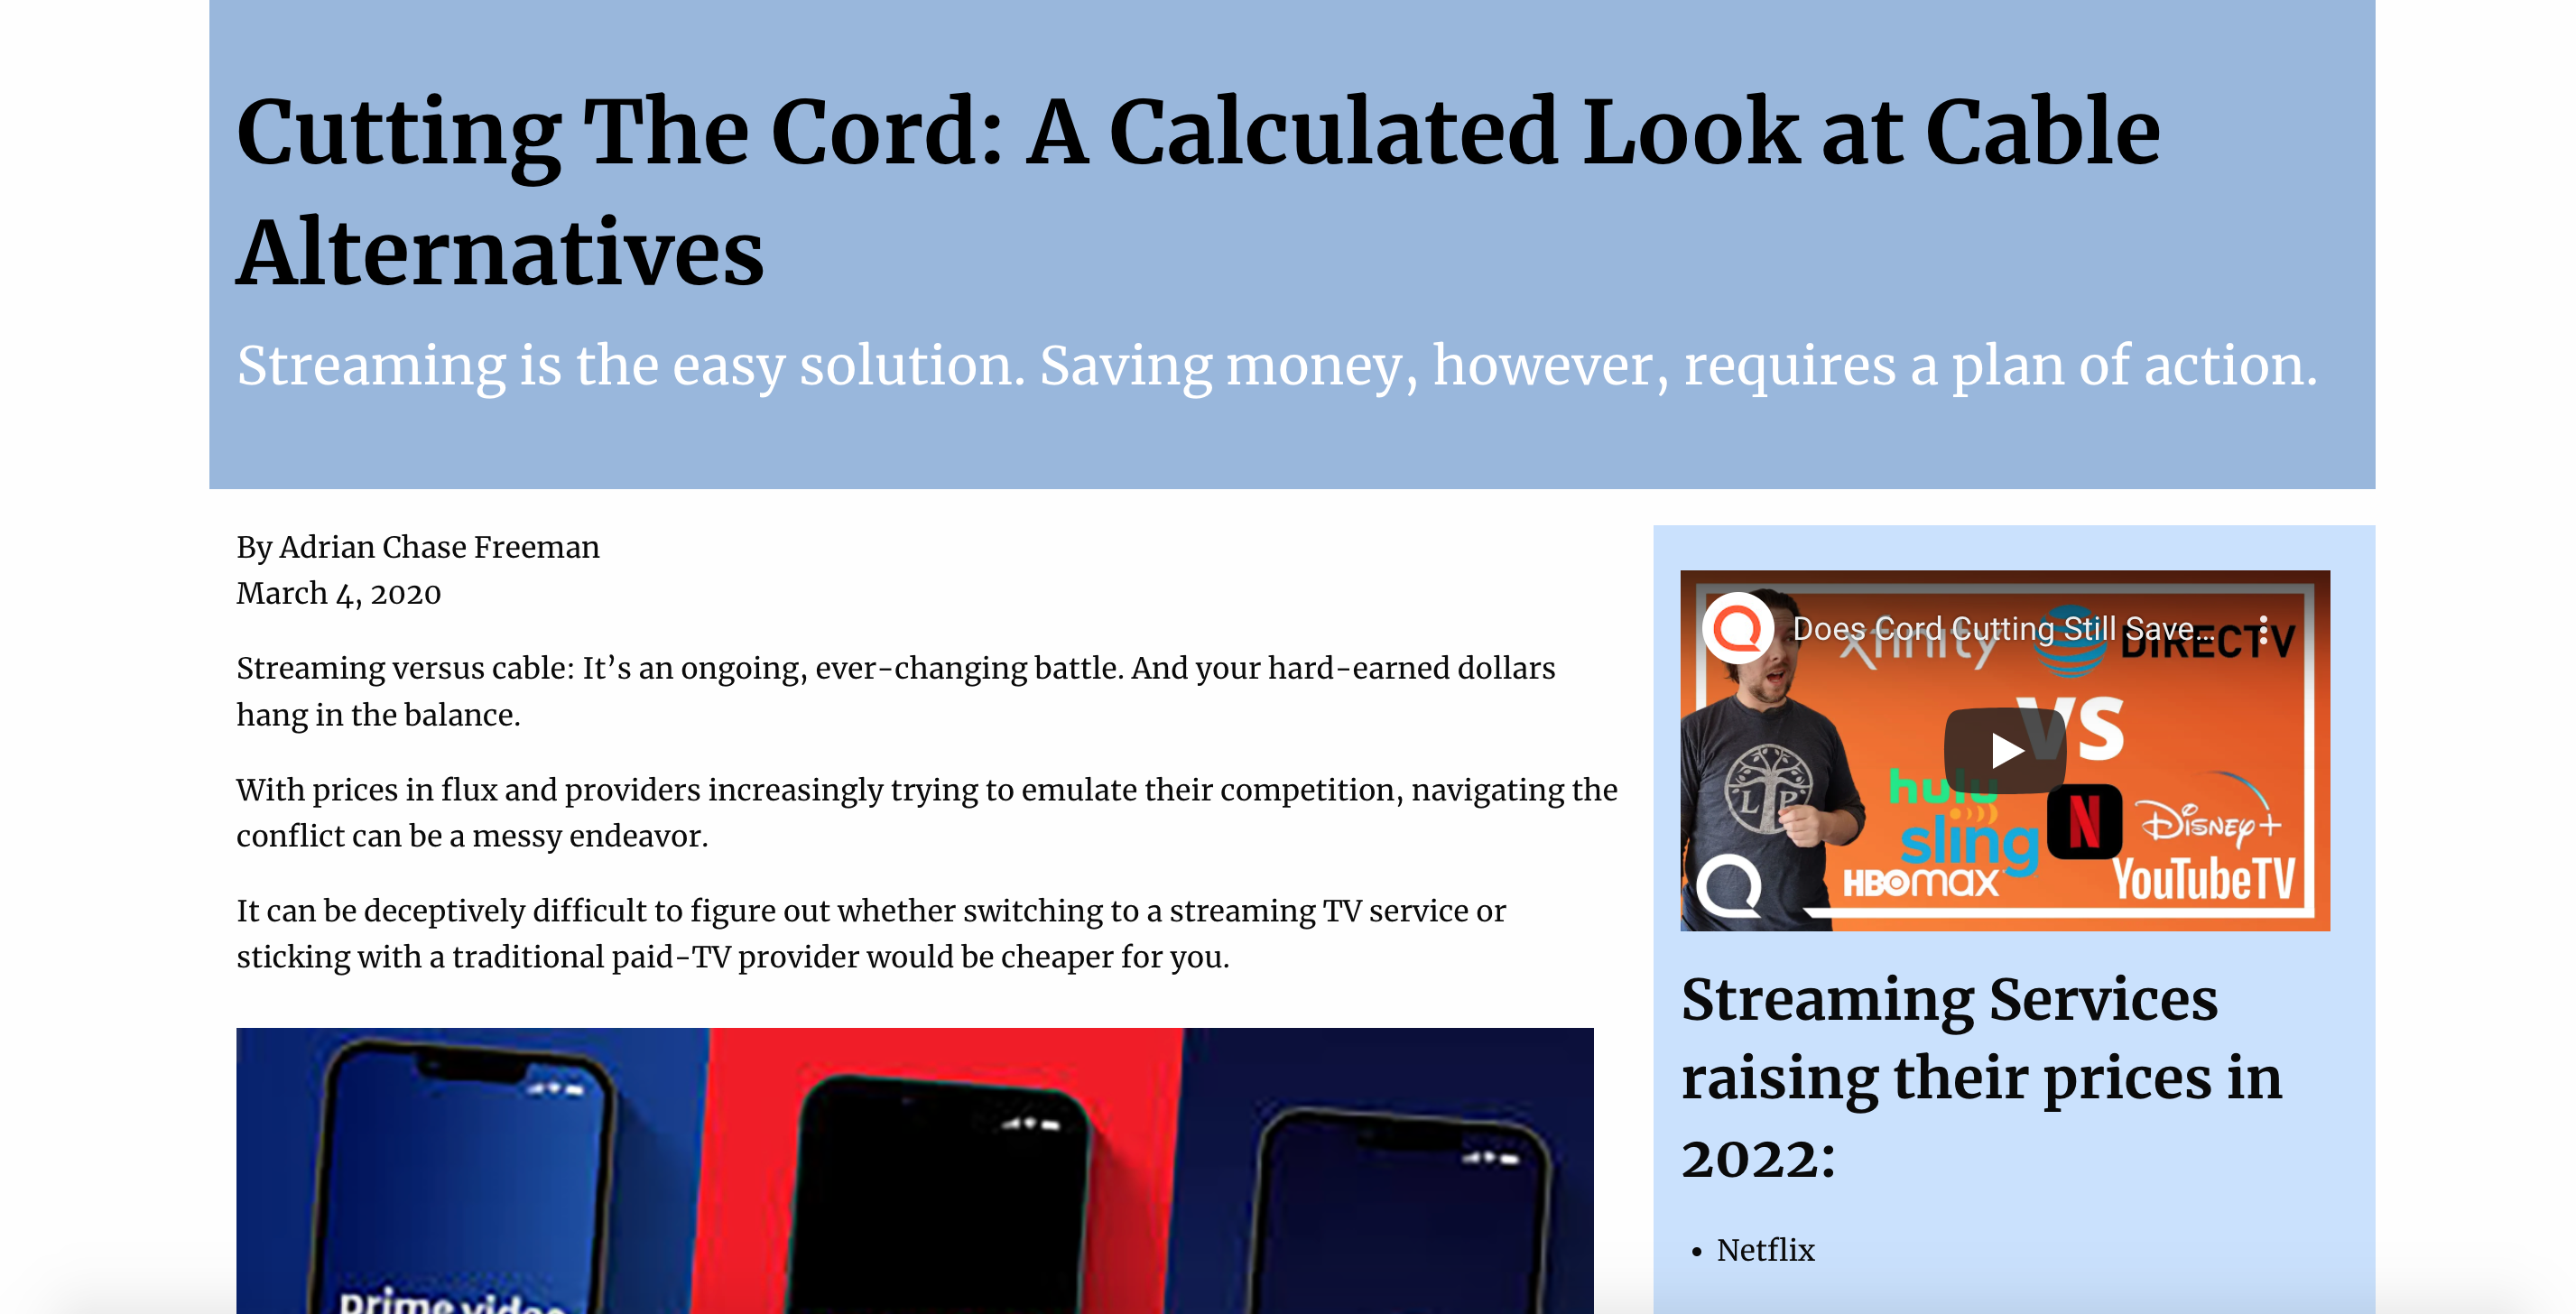 Cutting The Cord: A Calculated Look at Cable
Alternatives
Streaming is the easy solution. Saving money, however, requires a plan of action.
By Adrian Chase Freeman
March 4, 2020
Streaming versus cable: It’s an ongoing, ever-changing battle. And your hard-earned dollars
hang in the balance.
With prices in flux and providers increasingly trying to emulate their competition, navigating the
conflict can be a messy endeavor.
It can be deceptively difficult to figure out whether switching to a streaming TV service or
sticking with a traditional paid-TV provider would be cheaper for you.
prime video
Does Cord Cutting Still Save...
xfinity
DIRECTV
VS
hulu
sling
N
Disney+
HBOmax
YouTubeTV
L P
Streaming Services
raising their prices in
2022:
• Netflix